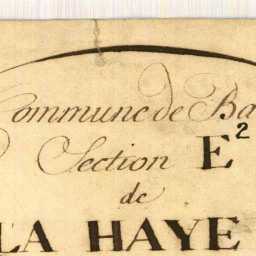 Commune de Ba
Section E²
de
LA HAYE